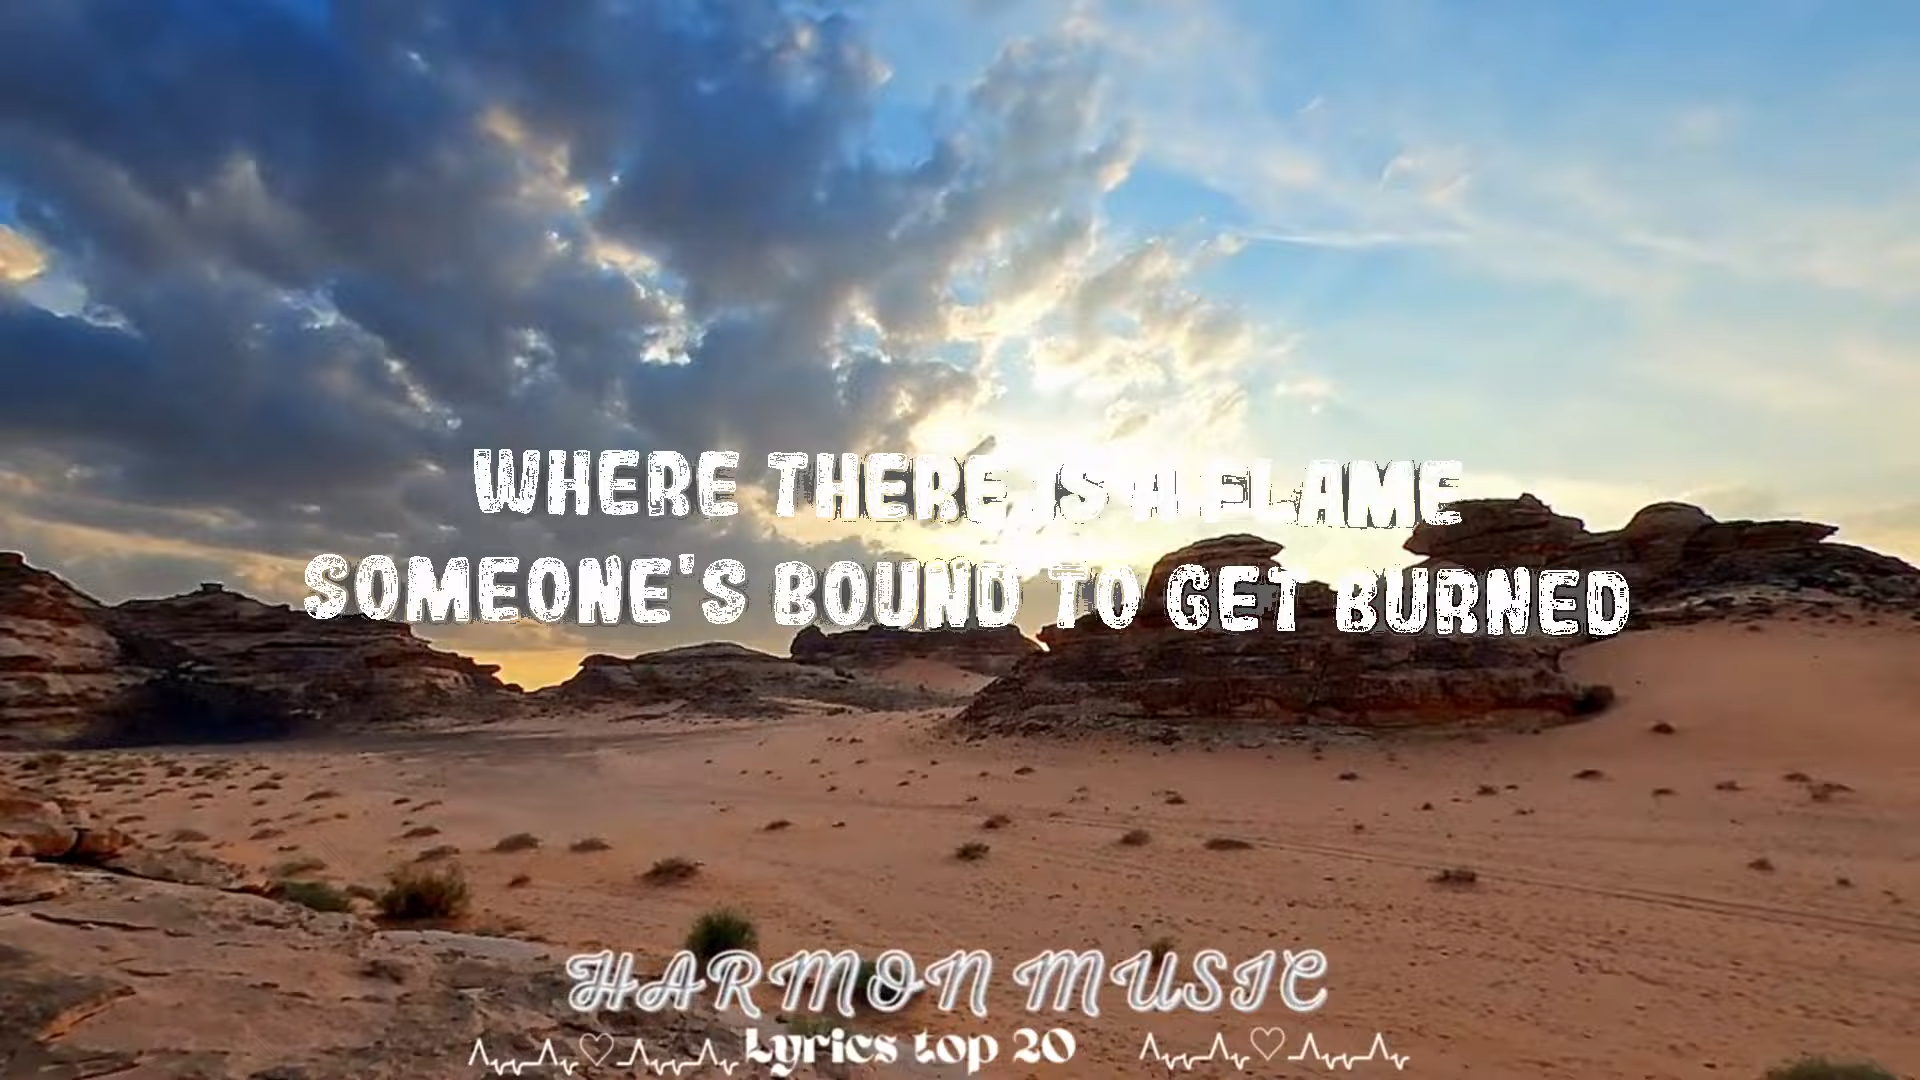 WHERE THERE IS A FLAME
SOMEONE'S BOUND TO GET BURNED
HARMON MUSIC
Lyrics top 20